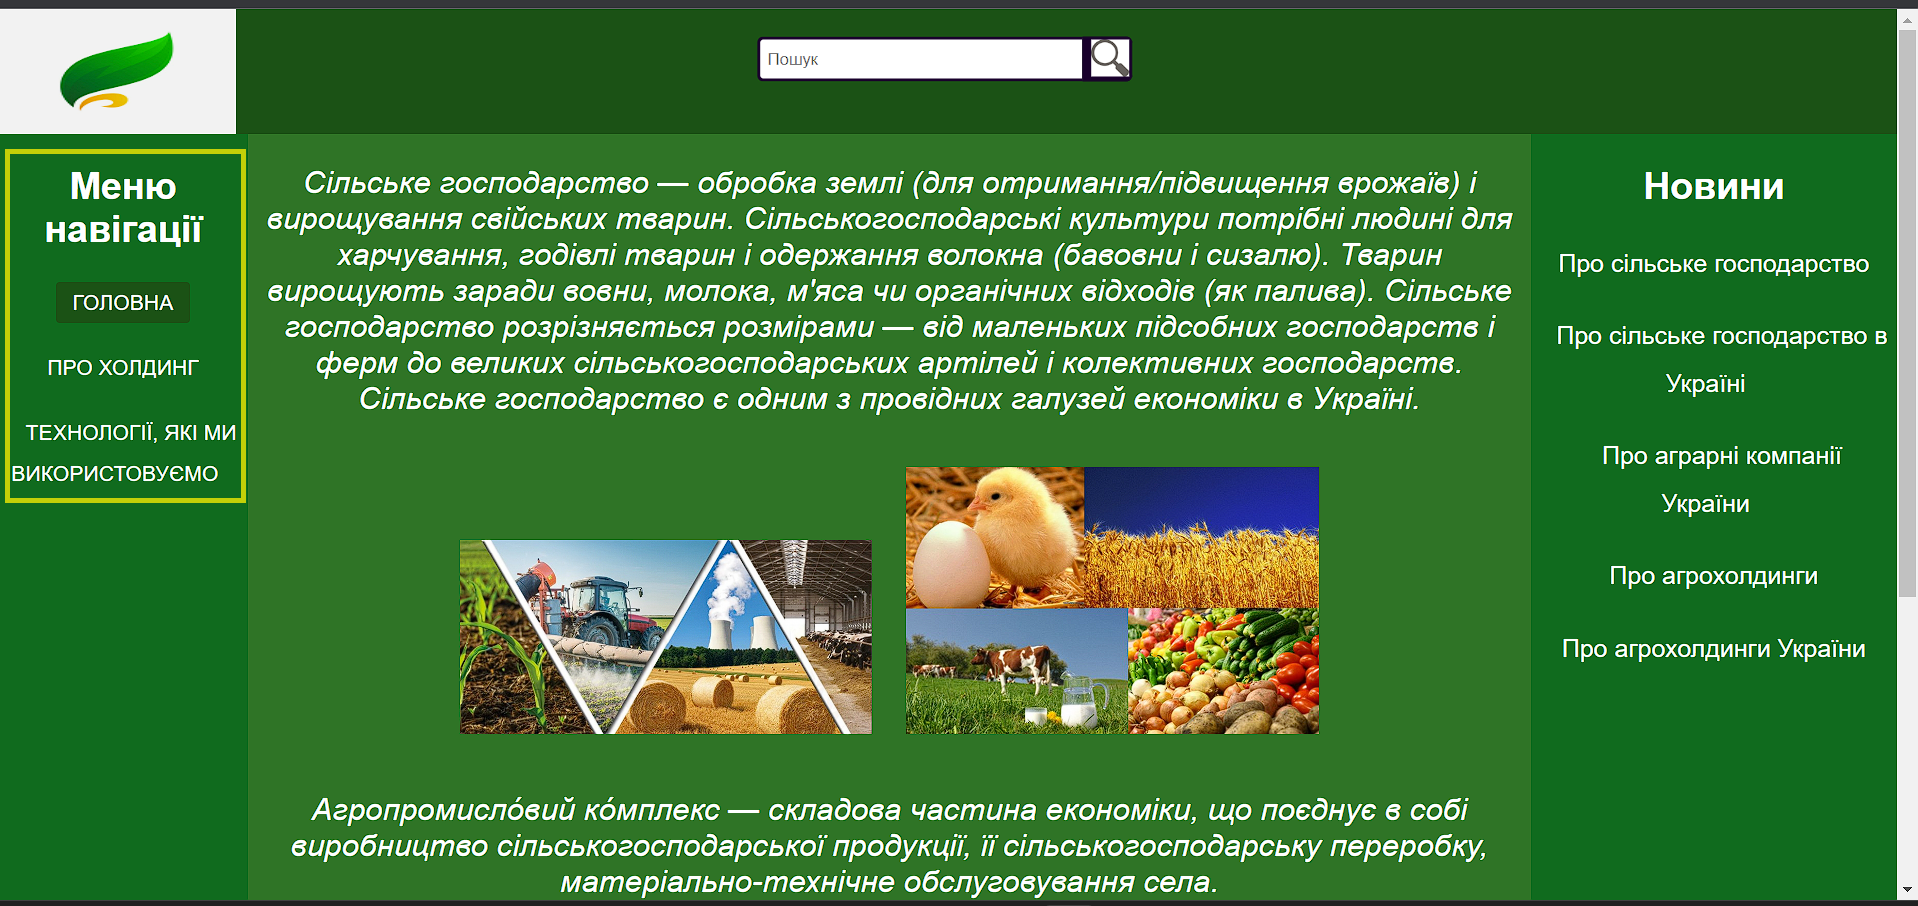 Пошук
Меню
навігації
ГОЛОВНА
ПРО ХОЛДИНГ
ТЕХНОЛОГІЇ, ЯКІ МИ
ВИКОРИСТОВУЄМО
Сільське господарство — обробка землі (для отримання/підвищення врожаїв) і
вирощування свійських тварин. Сільськогосподарські культури потрібні людині для
харчування, годівлі тварин і одержання волокна (бавовни і сизалю). Тварин
вирощують заради вовни, молока, м'яса чи органічних відходів (як палива). Сільське
господарство розрізняється розмірами — від маленьких підсобних господарств і
ферм до великих сільськогосподарських артілей і колективних господарств.
Сільське господарство є одним з провідних галузей економіки в Україні.
Агропромисло́вий ко́мплекс — складова частина економіки, що поєднує в собі
виробництво сільськогосподарської продукції, її сільськогосподарську переробку,
матеріально-технічне обслуговування села.
Новини
Про сільське господарство
Про сільське господарство в
Україні
Про аграрні компанії
України
Про агрохолдинги
Про агрохолдинги України